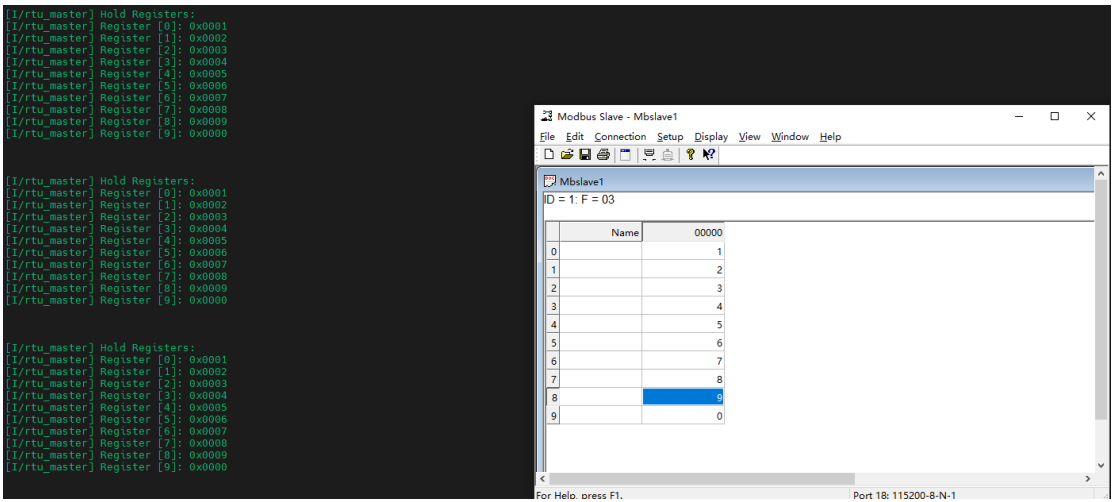 [I/rtu_master] Hold Registers:
[I/rtu_master] Register [0]: 0x0001
[I/rtu_master] Register [1]: 0x0002
[I/rtu_master] Register [2]: 0x0003
[I/rtu_master] Register [3]: 0x0004
[I/rtu_master] Register [4]: 0x0005
[I/rtu_master] Register [5]: 0x0006
[I/rtu_master] Register [6]: 0x0007
[I/rtu_master] Register [7]: 0x0008
[I/rtu_master] Register [8]: 0x0009
[I/rtu_master] Register [9]: 0x0000
[I/rtu_master] Hold Registers:
[I/rtu_master] Register [0]: 0x0001
[I/rtu_master] Register [1]: 0x0002
[I/rtu_master] Register [2]: 0x0003
[I/rtu_master] Register [3]: 0x0004
[I/rtu_master] Register [4]: 0x0005
[I/rtu_master] Register [5]: 0x0006
[I/rtu_master] Register [6]: 0x0007
[I/rtu_master] Register [7]: 0x0008
[I/rtu_master] Register [8]: 0x0009
[I/rtu_master] Register [9]: 0x0000
[I/rtu_master] Hold Registers:
[I/rtu_master] Register [0]: 0x0001
[I/rtu_master] Register [1]: 0x0002
[I/rtu_master] Register [2]: 0x0003
[I/rtu_master] Register [3]: 0x0004
[I/rtu_master] Register [4]: 0x0005
[I/rtu_master] Register [5]: 0x0006
[I/rtu_master] Register [6]: 0x0007
[I/rtu_master] Register [7]: 0x0008
[I/rtu_master] Register [8]: 0x0009
[I/rtu_master] Register [9]: 0x0000
Modbus Slave - Mbslave1
File Edit Connection Setup Display View Window Help
Mbslave1
ID = 1: F = 03
Name 00000
0 1
1 2
2 3
3 4
4 5
5 6
6 7
7 8
8 9
9 0
For Help, press F1.
Port 18: 115200-8-N-1